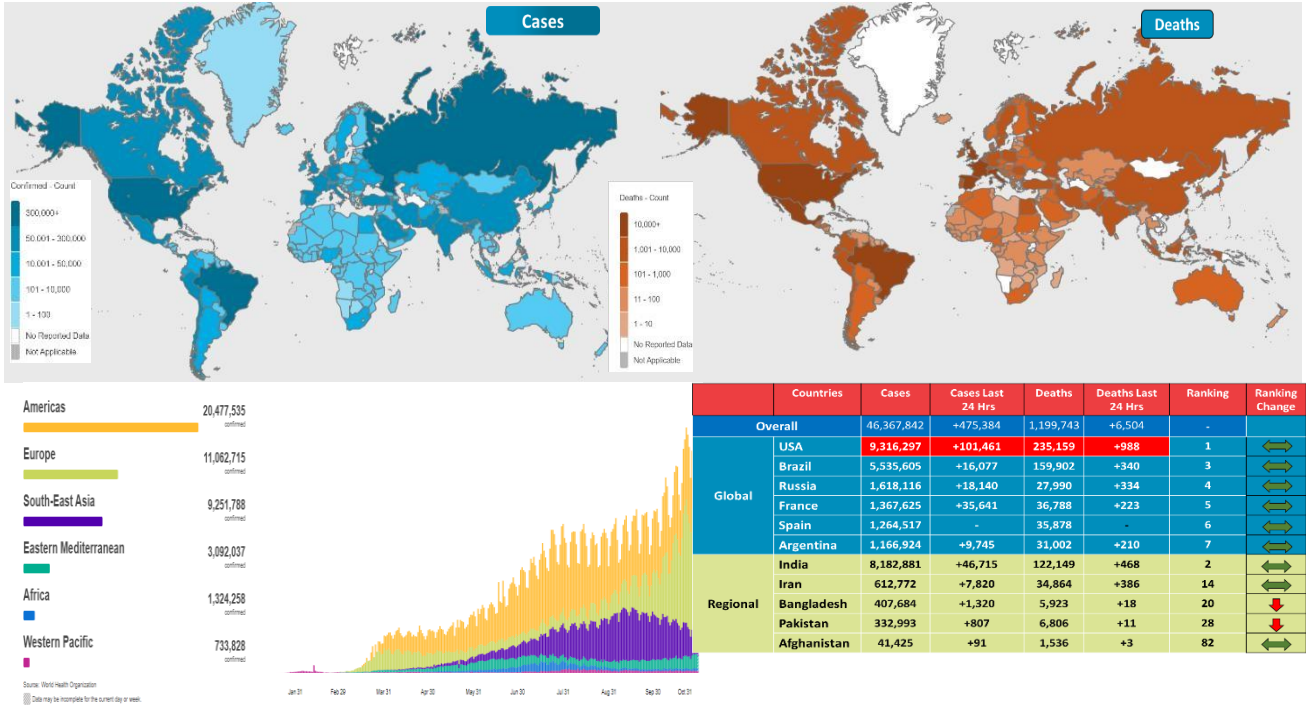 Cases
Confirmed - Count
300,000+
50,001 - 300,000
10,001 - 50,000
101 - 10,000
1 - 100
No Reported Data
Not Applicable
Deaths
Deaths - Count
10,000+
1,001 - 10,000
101 - 1,000
11 - 100
1 - 10
No Reported Data
Not Applicable
Americas 20,477,535
confirmed
Europe 11,062,715
confirmed
South-East Asia 9,251,788
confirmed
Eastern Mediterranean 3,092,037
confirmed
Africa 1,324,258
confirmed
Western Pacific 733,828
confirmed
Source: World Health Organization
Data may be incomplete for the current day or week.
Jan 31 Feb 29 Mar 31 Apr 30 May 31 Jun 30 Jul 31 Aug 31 Sep 30 Oct 31
Countries Cases Cases Last 24 Hrs Deaths Deaths Last 24 Hrs Ranking Ranking Change
Overall 46,367,842 +475,384 1,199,743 +6,504 -
Global
USA 9,316,297 +101,461 235,159 +988 1
Brazil 5,535,605 +16,077 159,902 +340 3
Russia 1,618,116 +18,140 27,990 +334 4
France 1,367,625 +35,641 36,788 +223 5
Spain 1,264,517 - 35,878 - 6
Argentina 1,166,924 +9,745 31,002 +210 7
Regional
India 8,182,881 +46,715 122,149 +468 2
Iran 612,772 +7,820 34,864 +386 14
Bangladesh 407,684 +1,320 5,923 +18 20
Pakistan 332,993 +807 6,806 +11 28
Afghanistan 41,425 +91 1,536 +3 82